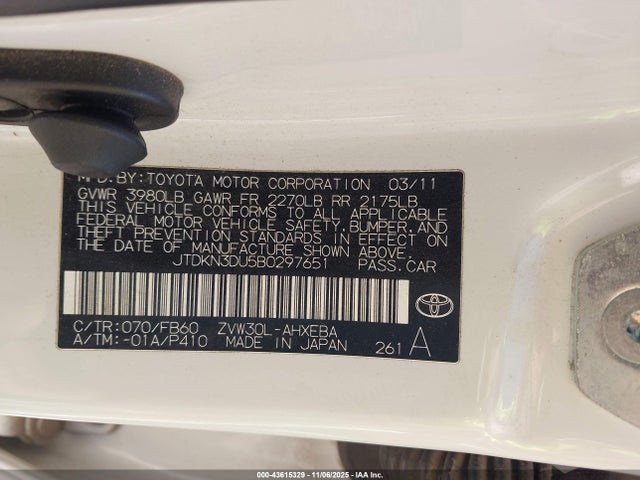 MFD.BY:TOYOTA MOTOR CORPORATION 03/11
GVWR 3980LB GAWR FR 2270LB RR 2175LB
THIS VEHICLE CONFORMS TO ALL APPLICABLE
FEDERAL MOTOR VEHICLE SAFETY, BUMPER, AND
THEFT PREVENTION STANDARDS IN EFFECT ON
THE DATE OF MANUFACTURE SHOWN ABOVE.
JTDKN3DU5B0297651 PASS.CAR
C/TR:070/FB60 ZVW30L-AHXEBA
A/TM:-01A/P410 MADE IN JAPAN 261 A
000-43615329 - 11/06/2025 - IAA Inc.